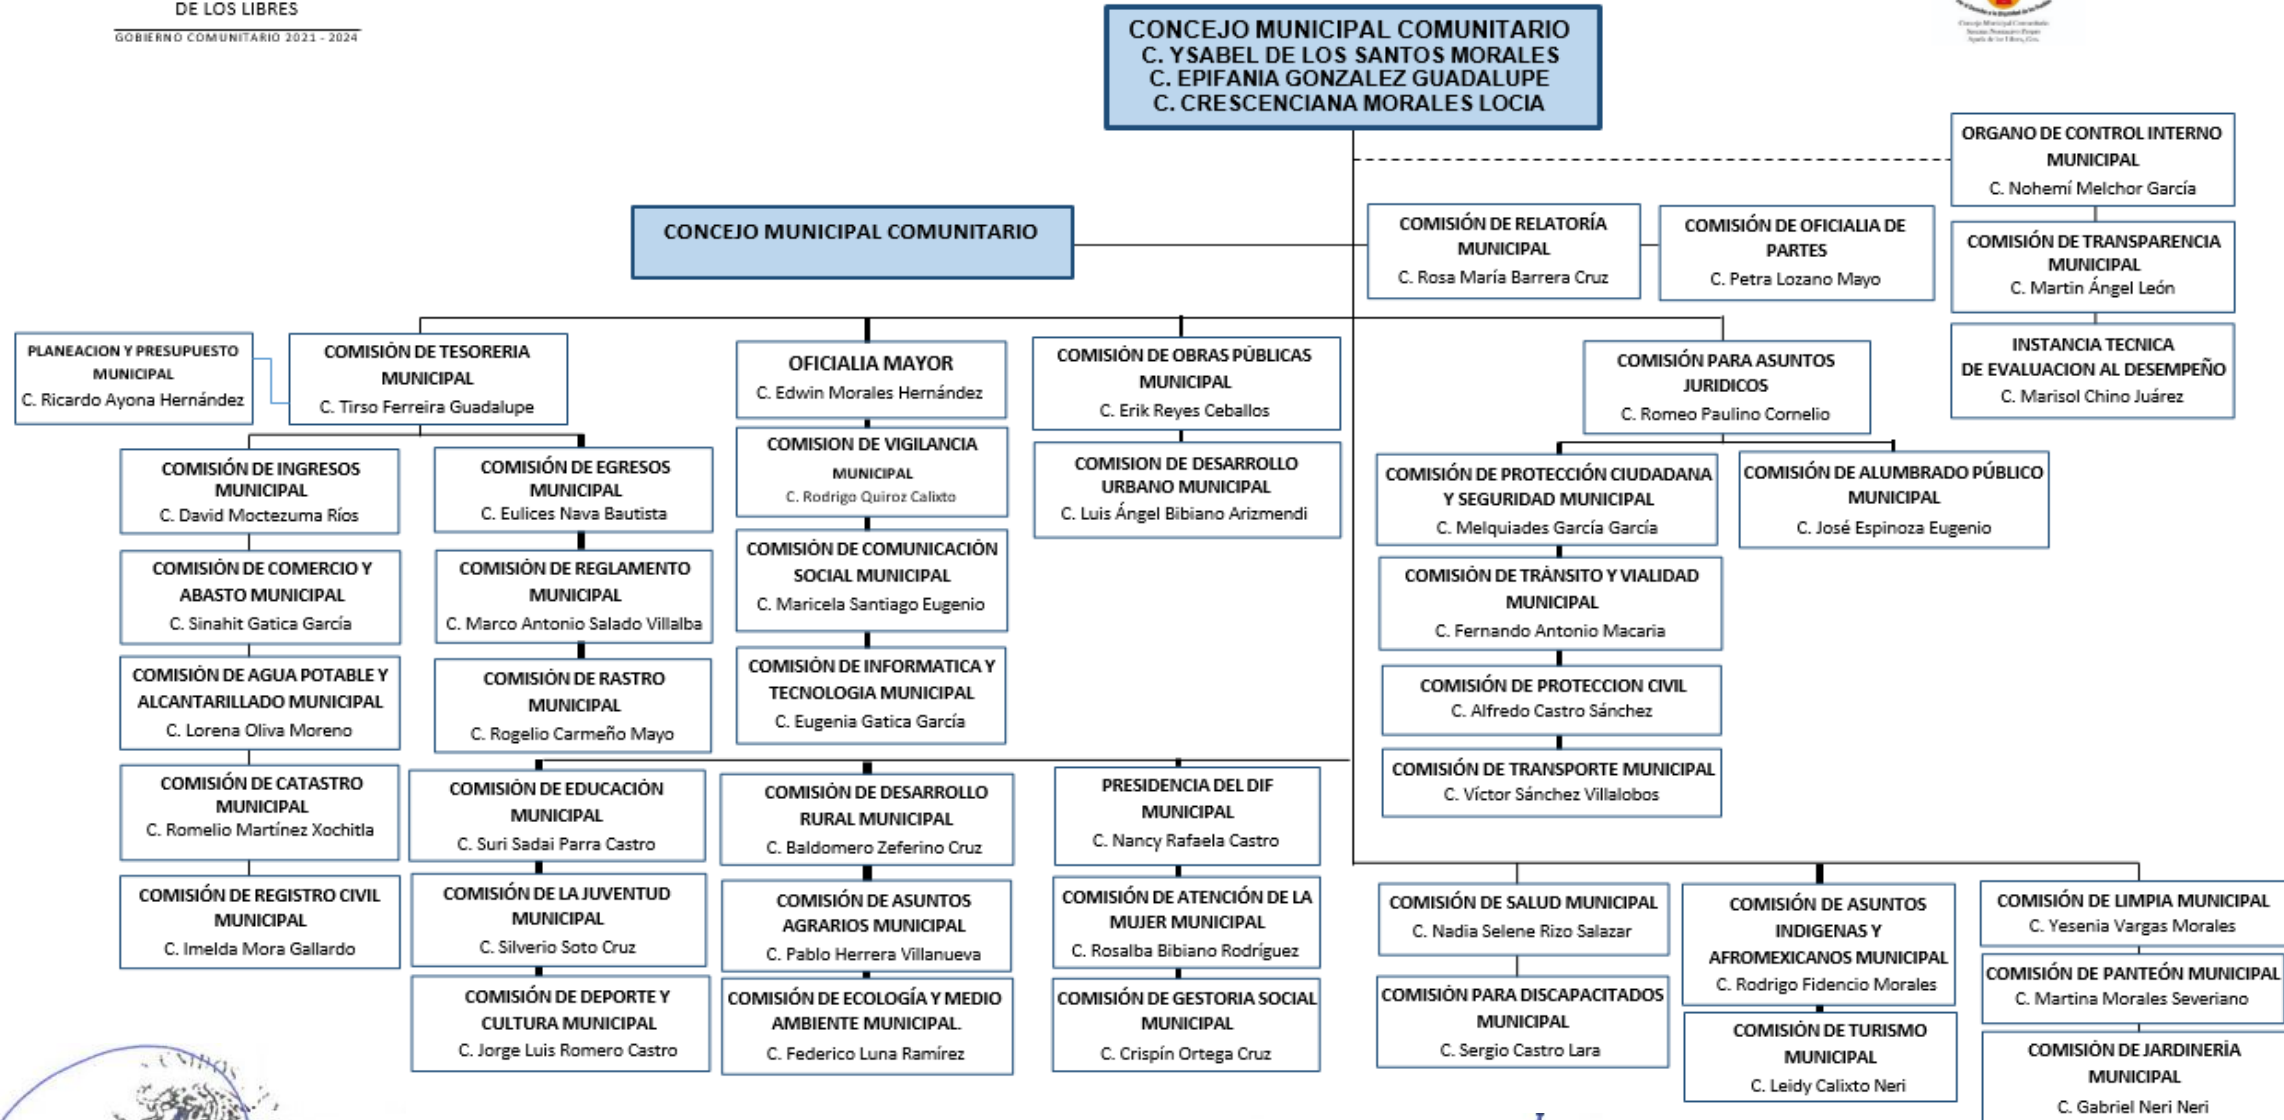 DE LOS LIBRES
GOBIERNO COMUNITARIO 2021 - 2024
CONCEJO MUNICIPAL COMUNITARIO
C. YSABEL DE LOS SANTOS MORALES
C. EPIFANIA GONZALEZ GUADALUPE
C. CRESCENCIANA MORALES LOCIA
Concejo Municipal Comunitario
ORGANO DE CONTROL INTERNO
MUNICIPAL
C. Nohemí Melchor García
CONCEJO MUNICIPAL COMUNITARIO
COMISIÓN DE RELATORÍA
MUNICIPAL
C. Rosa María Barrera Cruz
COMISIÓN DE OFICIALIA DE
PARTES
C. Petra Lozano Mayo
COMISIÓN DE TRANSPARENCIA
MUNICIPAL
C. Martin Ángel León
INSTANCIA TECNICA
DE EVALUACION AL DESEMPEÑO
C. Marisol Chino Juárez
PLANEACION Y PRESUPUESTO
MUNICIPAL
C. Ricardo Ayona Hernández
COMISIÓN DE TESORERIA
MUNICIPAL
C. Tirso Ferreira Guadalupe
OFICIALIA MAYOR
C. Edwin Morales Hernández
COMISIÓN DE OBRAS PÚBLICAS
MUNICIPAL
C. Erik Reyes Ceballos
COMISIÓN PARA ASUNTOS
JURIDICOS
C. Romeo Paulino Cornelio
COMISIÓN DE INGRESOS
MUNICIPAL
C. David Moctezuma Ríos
COMISIÓN DE EGRESOS
MUNICIPAL
C. Eulices Nava Bautista
COMISION DE VIGILANCIA
MUNICIPAL
C. Rodrigo Quiroz Calixto
COMISION DE DESARROLLO
URBANO MUNICIPAL
C. Luis Ángel Bibiano Arizmendi
COMISIÓN DE PROTECCIÓN CIUDADANA
Y SEGURIDAD MUNICIPAL
C. Melquiades García García
COMISIÓN DE ALUMBRADO PÚBLICO
MUNICIPAL
C. José Espinoza Eugenio
COMISIÓN DE COMERCIO Y
ABASTO MUNICIPAL
C. Sinahit Gatica García
COMISIÓN DE REGLAMENTO
MUNICIPAL
C. Marco Antonio Salado Villalba
COMISIÓN DE COMUNICACIÓN
SOCIAL MUNICIPAL
C. Maricela Santiago Eugenio
COMISIÓN DE TRÁNSITO Y VIALIDAD
MUNICIPAL
C. Fernando Antonio Macaria
COMISIÓN DE AGUA POTABLE Y
ALCANTARILLADO MUNICIPAL
C. Lorena Oliva Moreno
COMISIÓN DE RASTRO
MUNICIPAL
C. Rogelio Carmeño Mayo
COMISIÓN DE INFORMATICA Y
TECNOLOGIA MUNICIPAL
C. Eugenia Gatica García
COMISIÓN DE PROTECCION CIVIL
C. Alfredo Castro Sánchez
COMISIÓN DE CATASTRO
MUNICIPAL
C. Romelio Martínez Xochitla
COMISIÓN DE EDUCACIÓN
MUNICIPAL
C. Suri Sadai Parra Castro
COMISIÓN DE DESARROLLO
RURAL MUNICIPAL
C. Baldomero Zeferino Cruz
PRESIDENCIA DEL DIF
MUNICIPAL
C. Nancy Rafaela Castro
COMISIÓN DE TRANSPORTE MUNICIPAL
C. Víctor Sánchez Villalobos
COMISIÓN DE REGISTRO CIVIL
MUNICIPAL
C. Imelda Mora Gallardo
COMISIÓN DE LA JUVENTUD
MUNICIPAL
C. Silverio Soto Cruz
COMISIÓN DE ASUNTOS
AGRARIOS MUNICIPAL
C. Pablo Herrera Villanueva
COMISIÓN DE ATENCIÓN DE LA
MUJER MUNICIPAL
C. Rosalba Bibiano Rodríguez
COMISIÓN DE SALUD MUNICIPAL
C. Nadia Selene Rizo Salazar
COMISIÓN DE ASUNTOS
INDIGENAS Y
AFROMEXICANOS MUNICIPAL
C. Rodrigo Fidencio Morales
COMISIÓN DE LIMPIA MUNICIPAL
C. Yesenia Vargas Morales
COMISIÓN DE DEPORTE Y
CULTURA MUNICIPAL
C. Jorge Luis Romero Castro
COMISIÓN DE ECOLOGÍA Y MEDIO
AMBIENTE MUNICIPAL.
C. Federico Luna Ramírez
COMISIÓN DE GESTORIA SOCIAL
MUNICIPAL
C. Crispín Ortega Cruz
COMISIÓN PARA DISCAPACITADOS
MUNICIPAL
C. Sergio Castro Lara
COMISIÓN DE TURISMO
MUNICIPAL
C. Leidy Calixto Neri
COMISIÓN DE PANTEÓN MUNICIPAL
C. Martina Morales Severiano
COMISIÓN DE JARDINERÍA
MUNICIPAL
C. Gabriel Neri Neri